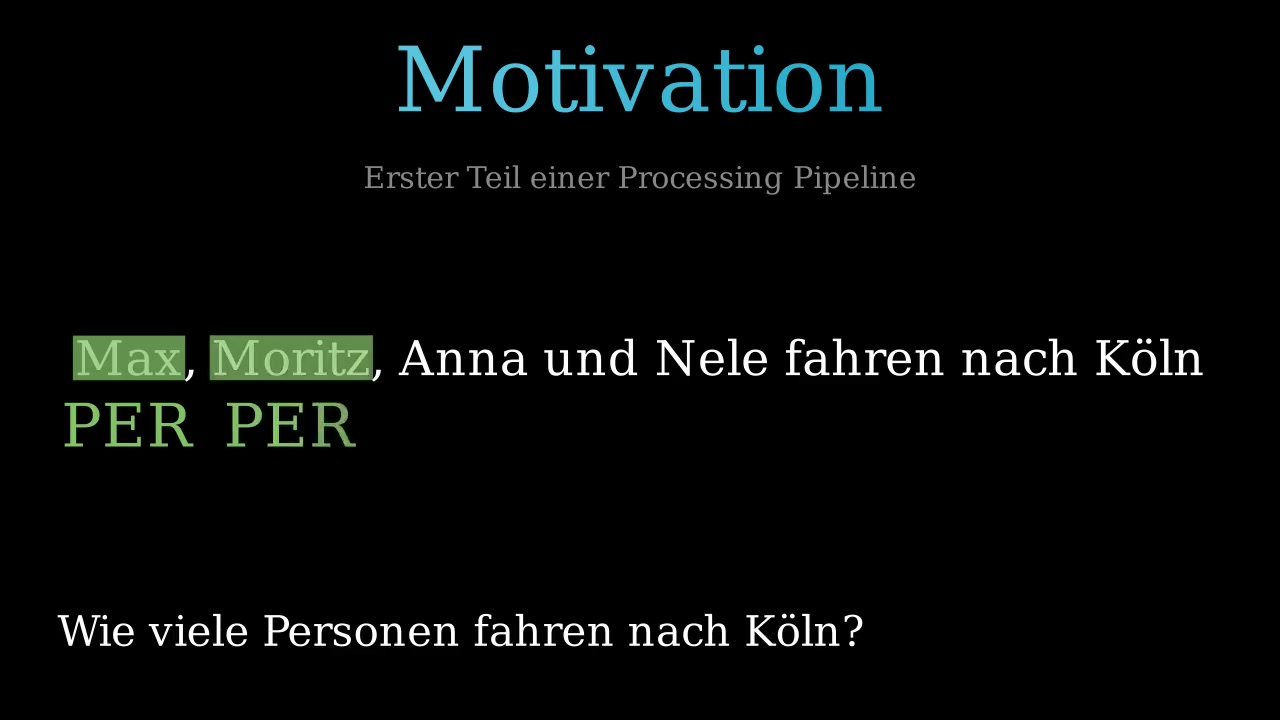 Motivation
Erster Teil einer Processing Pipeline
Max, Moritz, Anna und Nele fahren nach Köln
PER PER
Wie viele Personen fahren nach Köln?